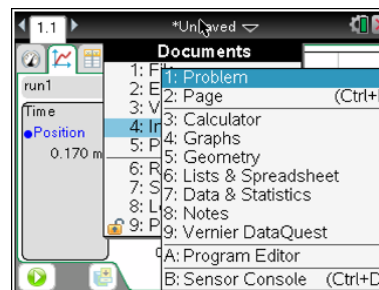 1.1
*Unsaved
Documents
run1
Time
Position
0.170 m
1: F
2: E
3: V
4: In
5: P
6: R
7: S
8: L
9: P
1: Problem
2: Page (Ctrl+
3: Calculator
4: Graphs
5: Geometry
6: Lists & Spreadsheet
7: Data & Statistics
8: Notes
9: Vernier DataQuest
A: Program Editor
B: Sensor Console (Ctrl+D